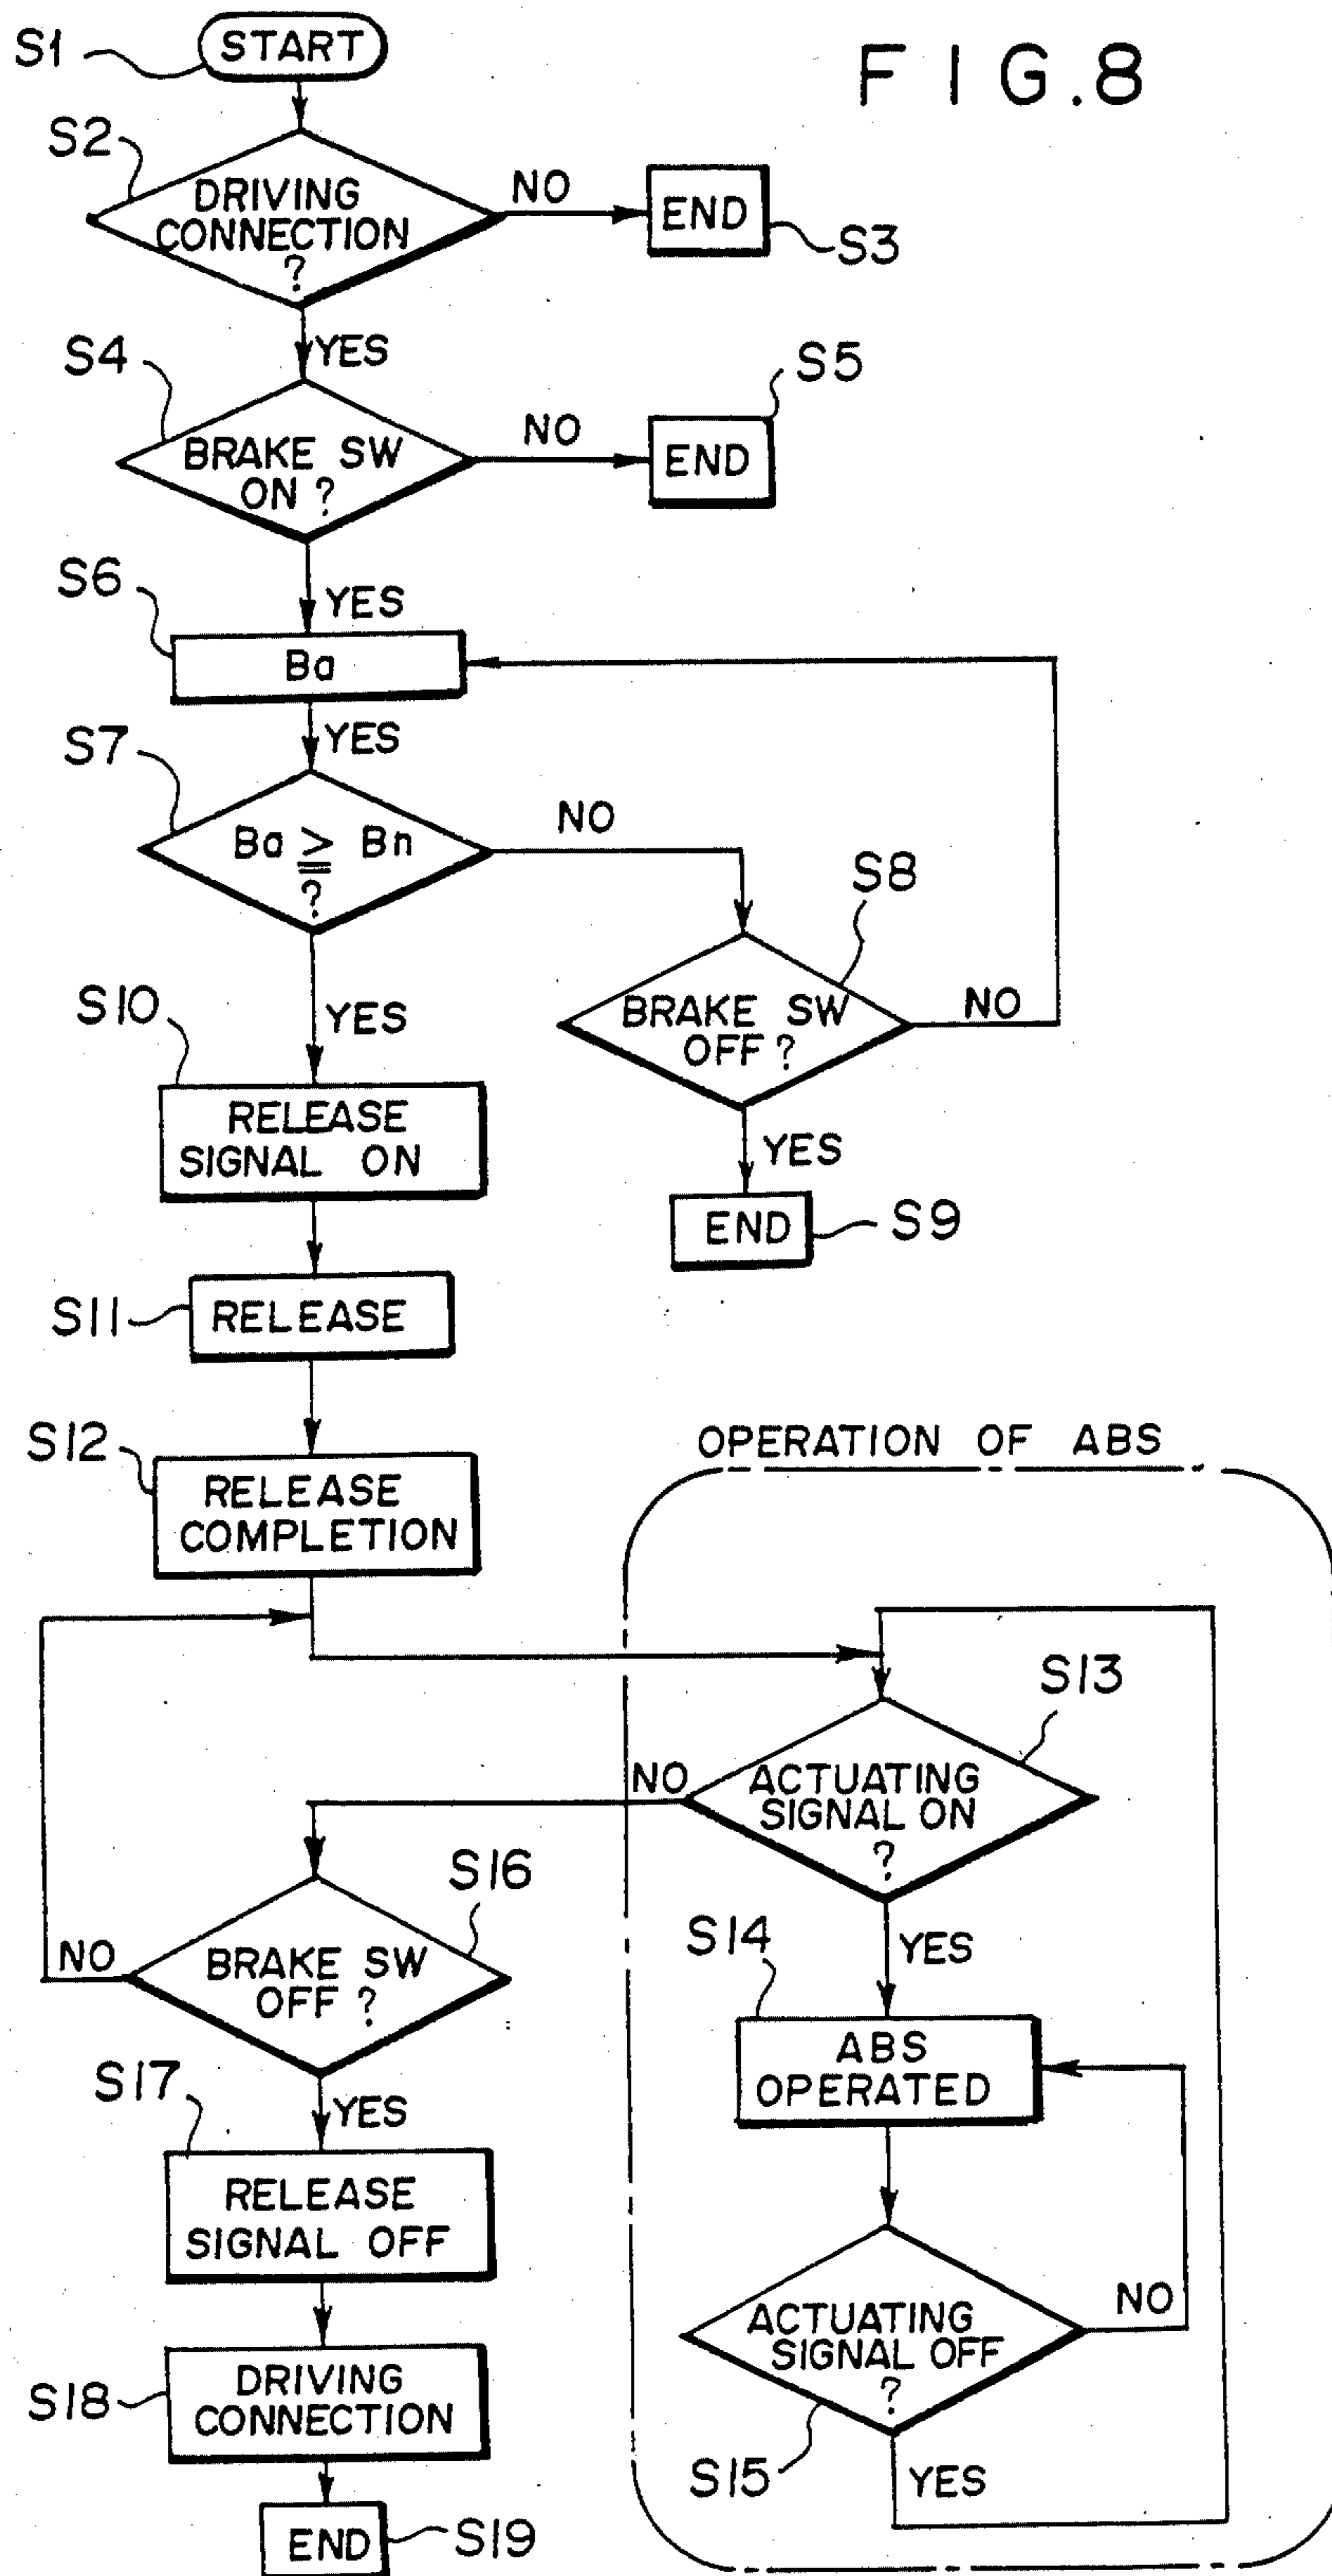 FIG.8
S1
START
S2
DRIVING
CONNECTION
?
NO
END
S3
YES
S4
BRAKE SW
ON ?
NO
END
S5
YES
S6
Ba
YES
S7
Ba ≧ Bn
?
NO
S8
BRAKE SW
OFF ?
NO
YES
END
S9
YES
S10
RELEASE
SIGNAL ON
S11
RELEASE
S12
RELEASE
COMPLETION
OPERATION OF ABS
S13
ACTUATING
SIGNAL ON
?
NO
YES
S14
ABS
OPERATED
S15
ACTUATING
SIGNAL OFF
?
NO
YES
S16
BRAKE SW
OFF ?
NO
YES
S17
RELEASE
SIGNAL OFF
S18
DRIVING
CONNECTION
END
S19